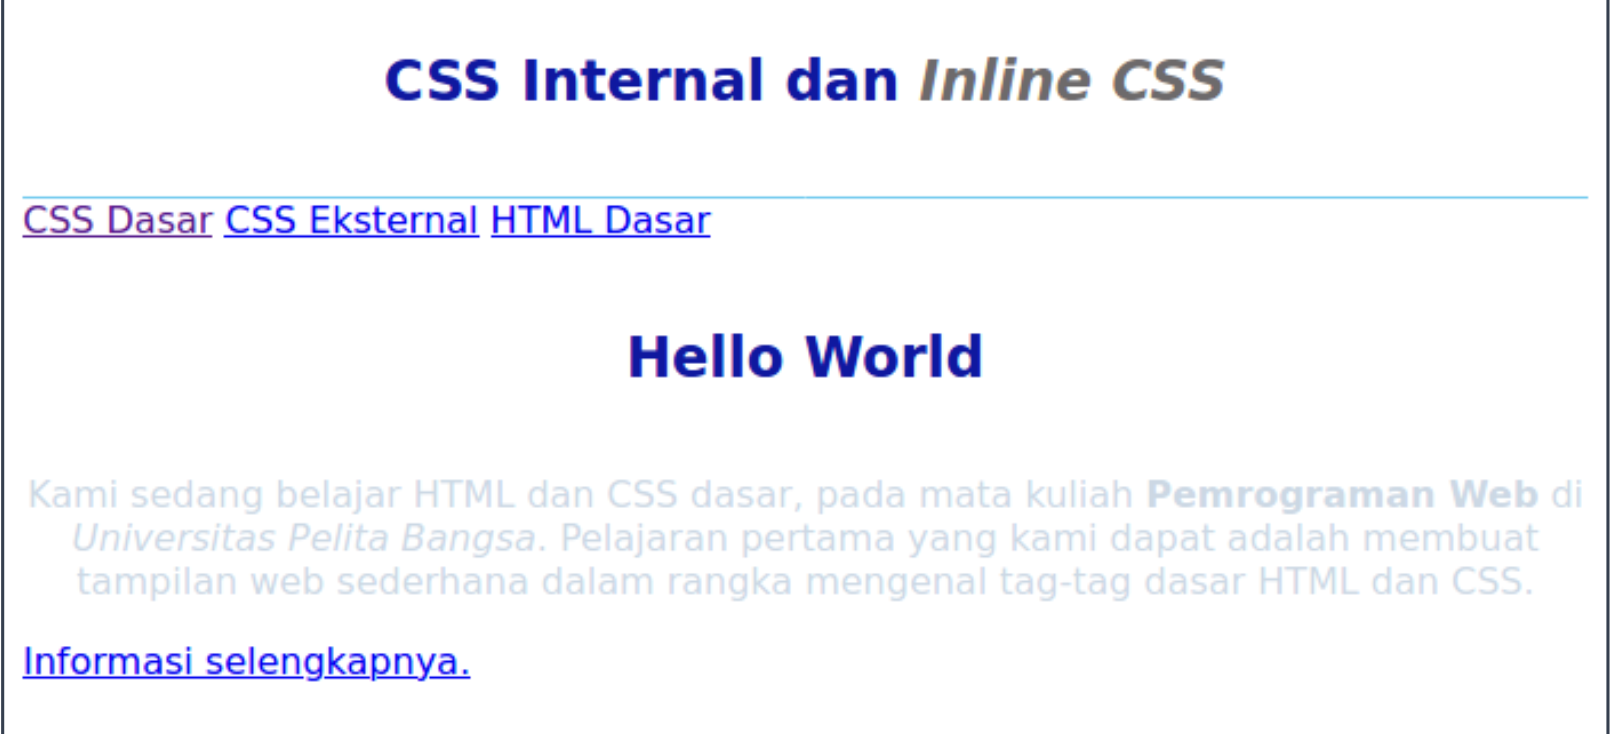 CSS Internal dan Inline CSS
CSS Dasar CSS Eksternal HTML Dasar
Hello World
Kami sedang belajar HTML dan CSS dasar, pada mata kuliah Pemrograman Web di
Universitas Pelita Bangsa. Pelajaran pertama yang kami dapat adalah membuat
tampilan web sederhana dalam rangka mengenal tag-tag dasar HTML dan CSS.
Informasi selengkapnya.